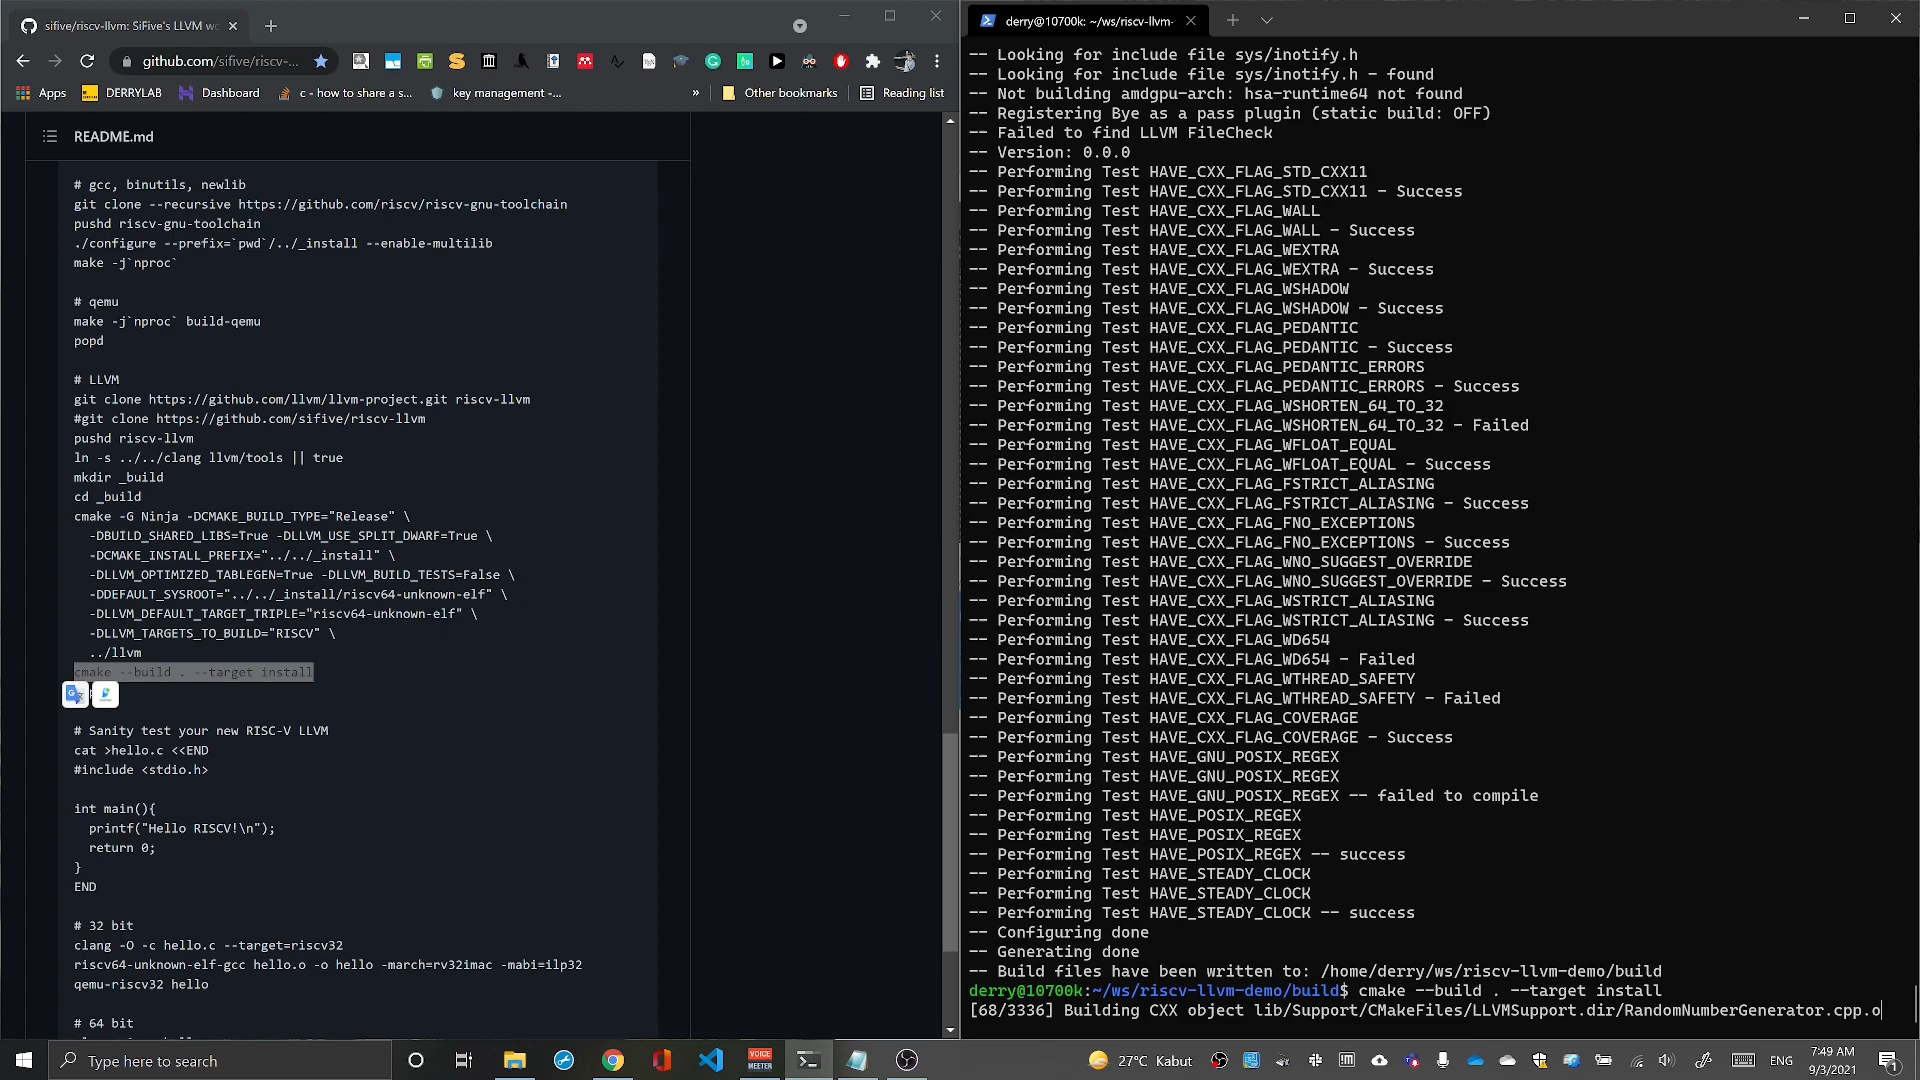 sifive/riscv-llvm: SiFive's LLVM wo
github.com/sifive/riscv-...
Apps
DERRYLAB
Dashboard
c - how to share a s...
key management -...
»
Other bookmarks
Reading list
README.md
# gcc, binutils, newlib
git clone --recursive https://github.com/riscv/riscv-gnu-toolchain
pushd riscv-gnu-toolchain
./configure --prefix=`pwd`/../_install --enable-multilib
make -j`nproc`
# qemu
make -j`nproc` build-qemu
popd
# LLVM
git clone https://github.com/llvm/llvm-project.git riscv-llvm
#git clone https://github.com/sifive/riscv-llvm
pushd riscv-llvm
ln -s ../../clang llvm/tools || true
mkdir _build
cd _build
cmake -G Ninja -DCMAKE_BUILD_TYPE="Release" \
-DBUILD_SHARED_LIBS=True -DLLVM_USE_SPLIT_DWARF=True \
-DCMAKE_INSTALL_PREFIX="../../_install" \
-DLLVM_OPTIMIZED_TABLEGEN=True -DLLVM_BUILD_TESTS=False \
-DDEFAULT_SYSROOT="../../_install/riscv64-unknown-elf" \
-DLLVM_DEFAULT_TARGET_TRIPLE="riscv64-unknown-elf" \
-DLLVM_TARGETS_TO_BUILD="RISCV" \
../llvm
cmake --build . --target install
# Sanity test your new RISC-V LLVM
cat >hello.c <<END
#include <stdio.h>
int main(){
printf("Hello RISCV!\n");
return 0;
}
END
# 32 bit
clang -O -c hello.c --target=riscv32
riscv64-unknown-elf-gcc hello.o -o hello -march=rv32imac -mabi=ilp32
qemu-riscv32 hello
# 64 bit
derry@10700k: ~/ws/riscv-llvm-
-- Looking for include file sys/inotify.h
-- Looking for include file sys/inotify.h - found
-- Not building amdgpu-arch: hsa-runtime64 not found
-- Registering Bye as a pass plugin (static build: OFF)
-- Failed to find LLVM FileCheck
-- Version: 0.0.0
-- Performing Test HAVE_CXX_FLAG_STD_CXX11
-- Performing Test HAVE_CXX_FLAG_STD_CXX11 - Success
-- Performing Test HAVE_CXX_FLAG_WALL
-- Performing Test HAVE_CXX_FLAG_WALL - Success
-- Performing Test HAVE_CXX_FLAG_WEXTRA
-- Performing Test HAVE_CXX_FLAG_WEXTRA - Success
-- Performing Test HAVE_CXX_FLAG_WSHADOW
-- Performing Test HAVE_CXX_FLAG_WSHADOW - Success
-- Performing Test HAVE_CXX_FLAG_PEDANTIC
-- Performing Test HAVE_CXX_FLAG_PEDANTIC - Success
-- Performing Test HAVE_CXX_FLAG_PEDANTIC_ERRORS
-- Performing Test HAVE_CXX_FLAG_PEDANTIC_ERRORS - Success
-- Performing Test HAVE_CXX_FLAG_WSHORTEN_64_TO_32
-- Performing Test HAVE_CXX_FLAG_WSHORTEN_64_TO_32 - Failed
-- Performing Test HAVE_CXX_FLAG_WFLOAT_EQUAL
-- Performing Test HAVE_CXX_FLAG_WFLOAT_EQUAL - Success
-- Performing Test HAVE_CXX_FLAG_FSTRICT_ALIASING
-- Performing Test HAVE_CXX_FLAG_FSTRICT_ALIASING - Success
-- Performing Test HAVE_CXX_FLAG_FNO_EXCEPTIONS
-- Performing Test HAVE_CXX_FLAG_FNO_EXCEPTIONS - Success
-- Performing Test HAVE_CXX_FLAG_WNO_SUGGEST_OVERRIDE
-- Performing Test HAVE_CXX_FLAG_WNO_SUGGEST_OVERRIDE - Success
-- Performing Test HAVE_CXX_FLAG_WSTRICT_ALIASING
-- Performing Test HAVE_CXX_FLAG_WSTRICT_ALIASING - Success
-- Performing Test HAVE_CXX_FLAG_WD654
-- Performing Test HAVE_CXX_FLAG_WD654 - Failed
-- Performing Test HAVE_CXX_FLAG_WTHREAD_SAFETY
-- Performing Test HAVE_CXX_FLAG_WTHREAD_SAFETY - Failed
-- Performing Test HAVE_CXX_FLAG_COVERAGE
-- Performing Test HAVE_CXX_FLAG_COVERAGE - Success
-- Performing Test HAVE_GNU_POSIX_REGEX
-- Performing Test HAVE_GNU_POSIX_REGEX
-- Performing Test HAVE_GNU_POSIX_REGEX -- failed to compile
-- Performing Test HAVE_POSIX_REGEX
-- Performing Test HAVE_POSIX_REGEX
-- Performing Test HAVE_POSIX_REGEX -- success
-- Performing Test HAVE_STEADY_CLOCK
-- Performing Test HAVE_STEADY_CLOCK
-- Performing Test HAVE_STEADY_CLOCK -- success
-- Configuring done
-- Generating done
-- Build files have been written to: /home/derry/ws/riscv-llvm-demo/build
derry@10700k:~/ws/riscv-llvm-demo/build$ cmake --build . --target install
[68/3336] Building CXX object lib/Support/CMakeFiles/LLVMSupport.dir/RandomNumberGenerator.cpp.o
Type here to search
VOICE
MEETER
27°C Kabut
ENG
7:49 AM
9/3/2021